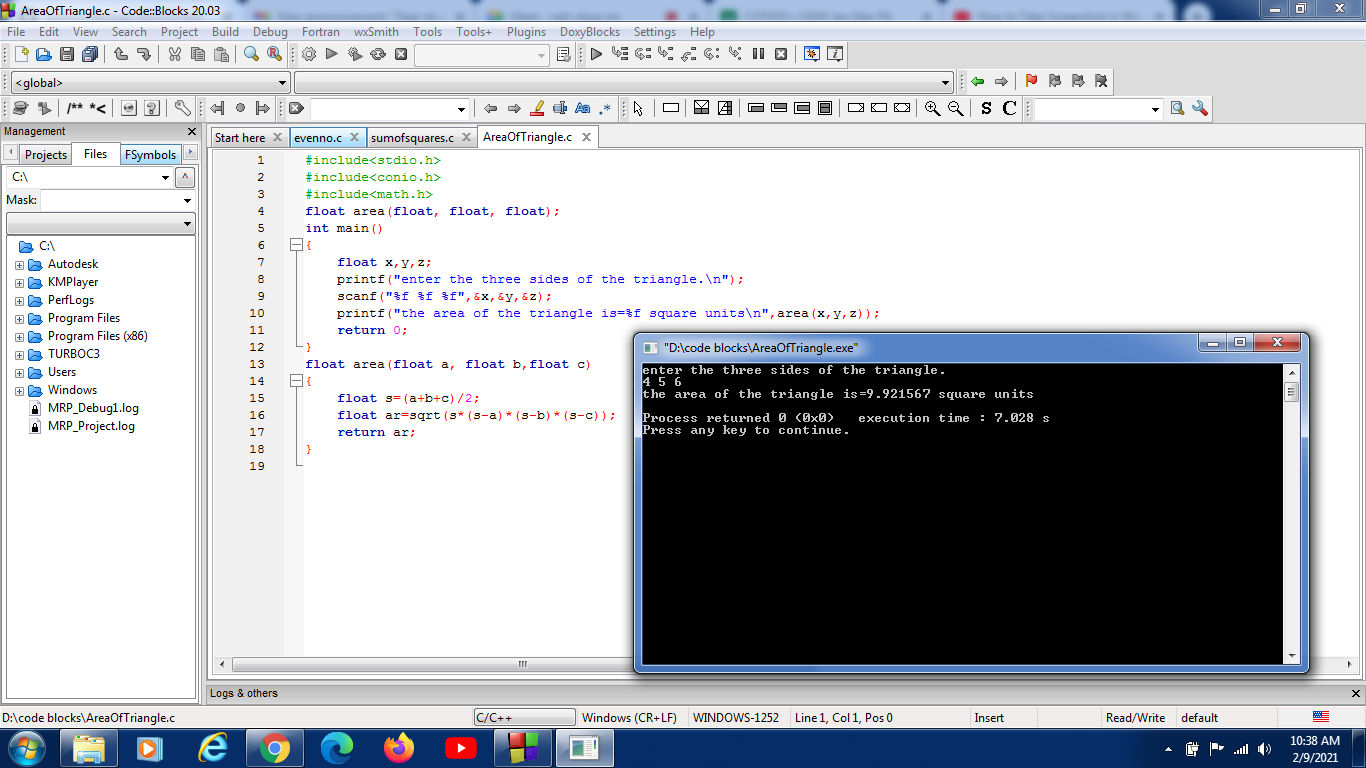 AreaOfTriangle.c - Code::Blocks 20.03
File Edit View Search Project Build Debug Fortran wxSmith Tools Tools+ Plugins DoxyBlocks Settings Help
<global>
/** *<
Aa .*
S C
Management
Projects Files FSymbols
C:\
Mask:
C:\
Autodesk
KMPlayer
PerfLogs
Program Files
Program Files (x86)
TURBOC3
Users
Windows
MRP_Debug1.log
MRP_Project.log
Start here evenno.c sumofsquares.c AreaOfTriangle.c
1 #include<stdio.h>
2 #include<conio.h>
3 #include<math.h>
4 float area(float, float, float);
5 int main()
6 {
7 float x,y,z;
8 printf("enter the three sides of the triangle.\n");
9 scanf("%f %f %f",&x,&y,&z);
10 printf("the area of the triangle is=%f square units\n",area(x,y,z));
11 return 0;
12 }
13 float area(float a, float b,float c)
14 {
15 float s=(a+b+c)/2;
16 float ar=sqrt(s*(s-a)*(s-b)*(s-c));
17 return ar;
18 }
19
"D:\code blocks\AreaOfTriangle.exe"
enter the three sides of the triangle.
4 5 6
the area of the triangle is=9.921567 square units
Process returned 0 (0x0) execution time : 7.028 s
Press any key to continue.
Logs & others
D:\code blocks\AreaOfTriangle.c C/C++ Windows (CR+LF) WINDOWS-1252 Line 1, Col 1, Pos 0 Insert Read/Write default
10:38 AM
2/9/2021